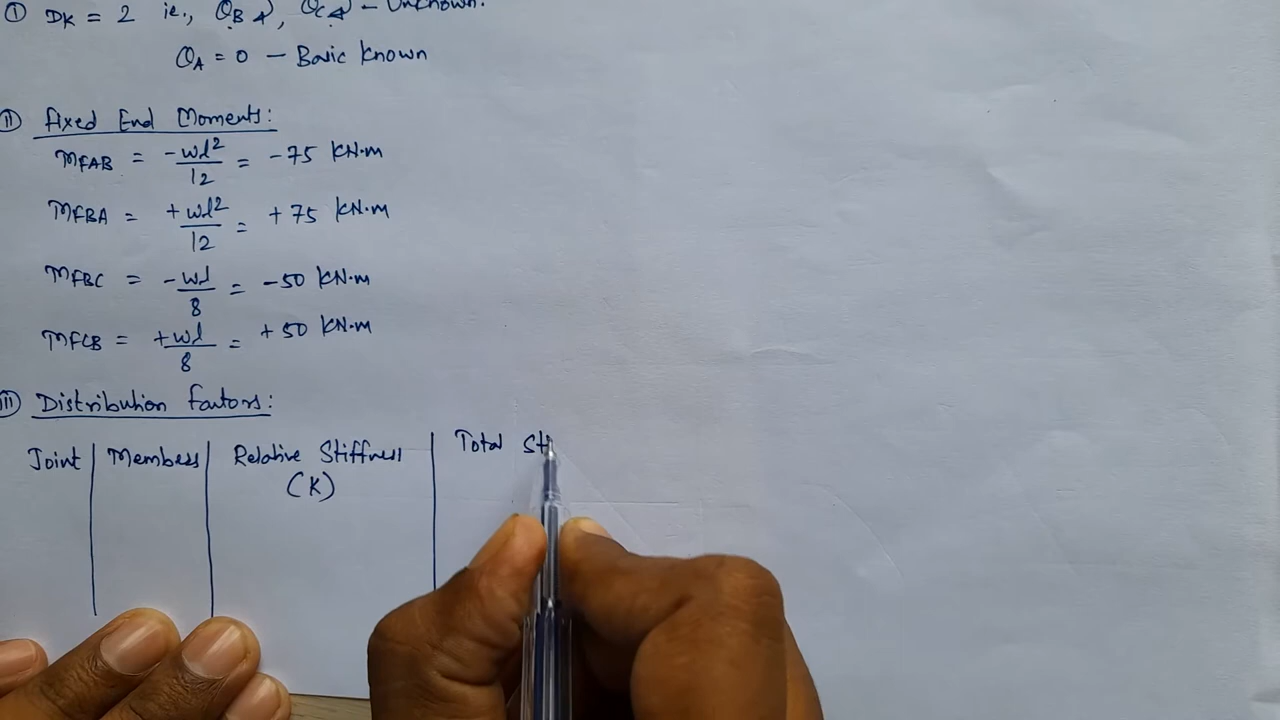 ① DK = 2 ie., θB, θC – Unknown.
θA = 0 – Basic Known
Ⅱ Fixed End Moments:
MFAB = -wl²/12 = -75 KN.m
MFBA = +wl²/12 = +75 KN.m
MFBC = -wl/8 = -50 KN.m
MFCB = +wl/8 = +50 KN.m
Ⅲ Distribution Factors:
Joint Members Relative Stiffness Total Sti
(K)